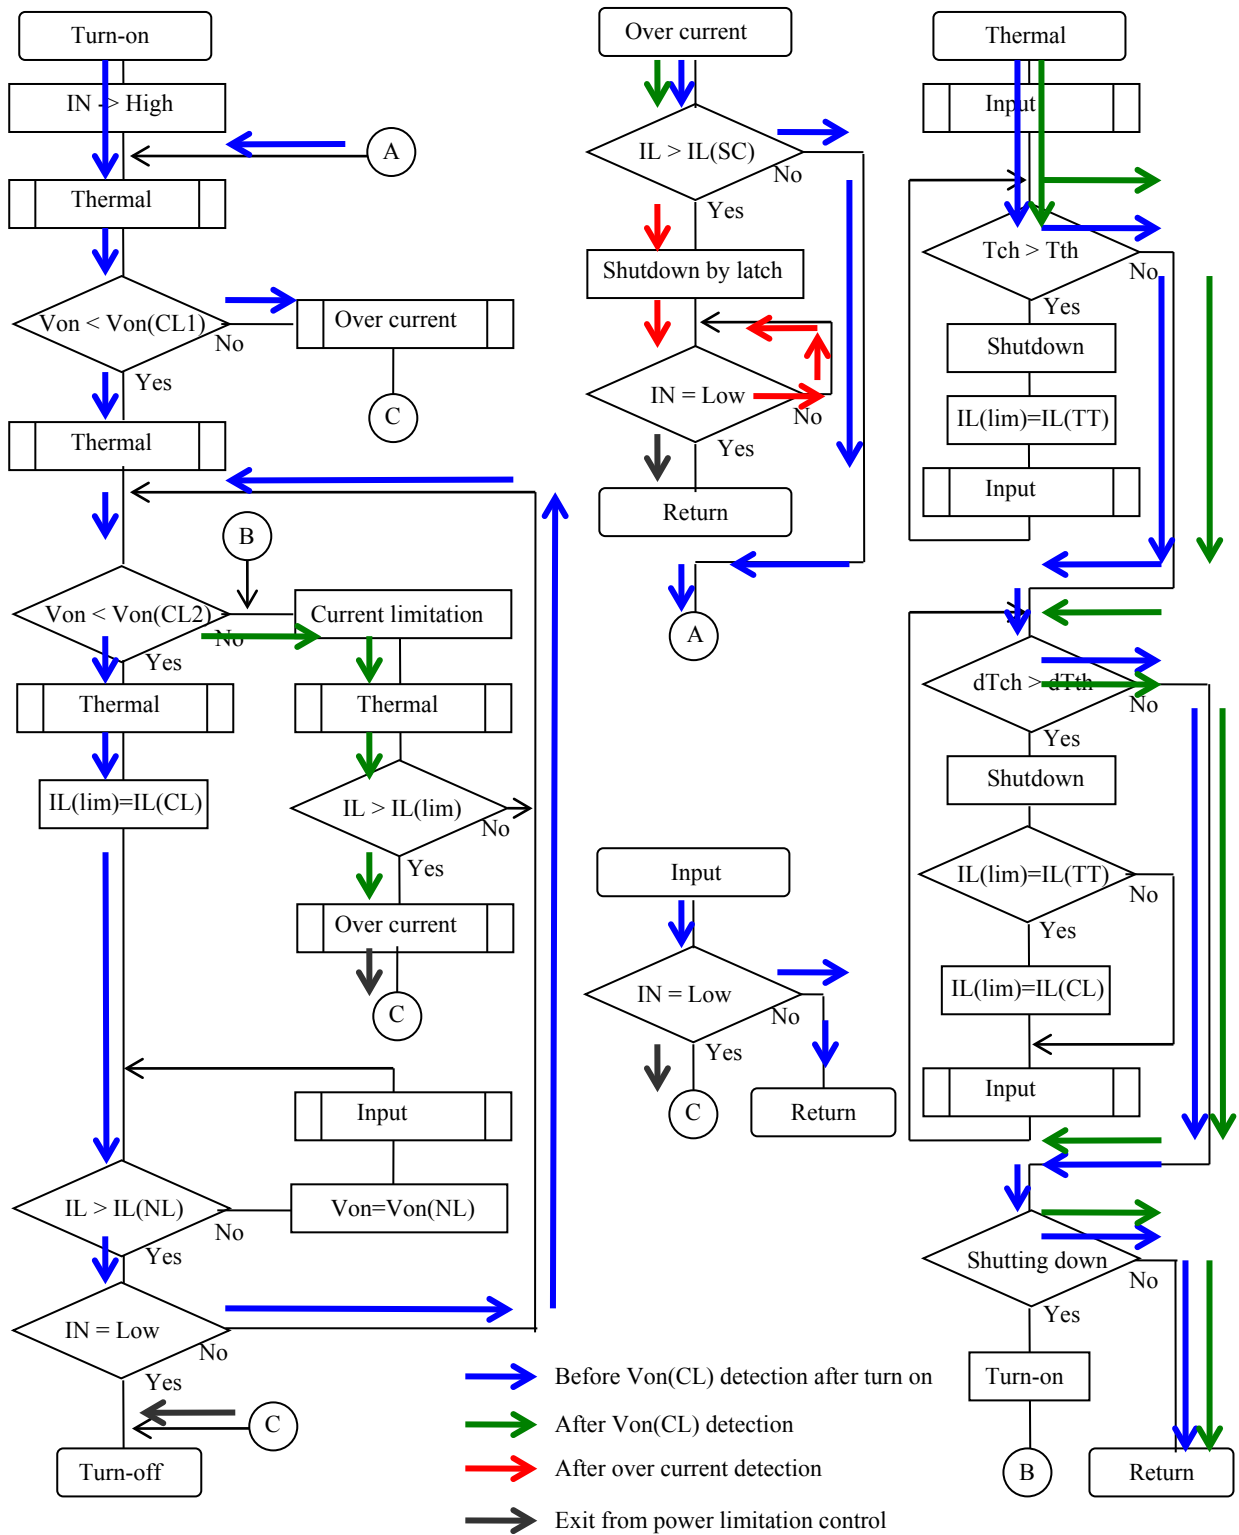 Turn-on
IN -> High
A
Thermal
Von < Von(CL1)
No
Yes
Over current
C
Thermal
B
Von < Von(CL2)
No
Yes
Current limitation
Thermal
Thermal
IL(lim)=IL(CL)
IL > IL(lim)
No
Yes
Over current
C
Input
Von=Von(NL)
IL > IL(NL)
No
Yes
IN = Low
No
Yes
C
Turn-off
Over current
IL > IL(SC)
No
Yes
Shutdown by latch
IN = Low
No
Yes
Return
A
Input
IN = Low
No
Yes
C
Return
Thermal
Input
Tch > Tth
No
Yes
Shutdown
IL(lim)=IL(TT)
Input
dTch > dTth
No
Yes
Shutdown
IL(lim)=IL(TT)
No
Yes
IL(lim)=IL(CL)
Input
Shutting down
No
Yes
Turn-on
B
Return
Before Von(CL) detection after turn on
After Von(CL) detection
After over current detection
Exit from power limitation control